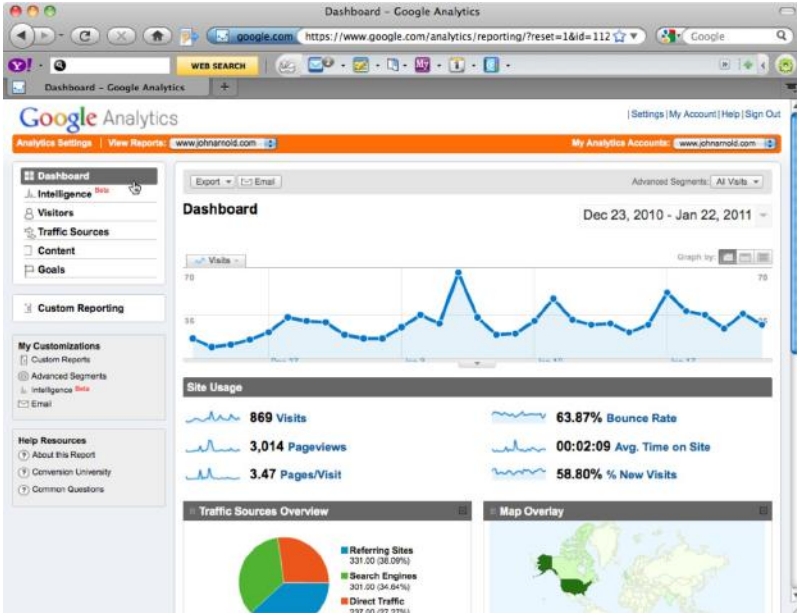 Dashboard – Google Analytics
google.com https://www.google.com/analytics/reporting/?reset=1&id=112 Google
Y! WEB SEARCH
Dashboard – Google Analytics +
Google Analytics Settings | My Account | Help | Sign Out
Analytics Settings | View Reports: www.johnarnold.com My Analytics Accounts: www.johnarnold.com
Dashboard
Intelligence Beta
Visitors
Traffic Sources
Content
Goals
Custom Reporting
My Customizations
Custom Reports
Advanced Segments
Intelligence Beta
Email
Help Resources
About this Report
Conversion University
Common Questions
Export Email Advanced Segments: All Visits
Dashboard Dec 23, 2010 - Jan 22, 2011
Visits Graph by:
70 70
Site Usage
869 Visits 63.87% Bounce Rate
3,014 Pageviews 00:02:09 Avg. Time on Site
3.47 Pages/Visit 58.80% % New Visits
Traffic Sources Overview Map Overlay
Referring Sites
331.00 (38.09%)
Search Engines
301.00 (34.64%)
Direct Traffic
237.00 (27.27%)